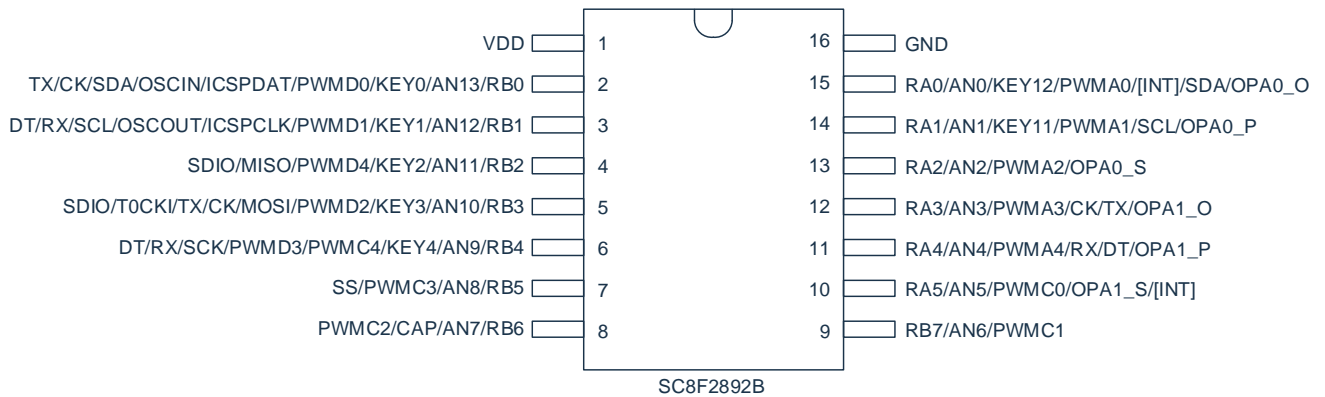 VDD 1 16 GND
TX/CK/SDA/OSCIN/ICSPDAT/PWMD0/KEY0/AN13/RB0 2 15 RA0/AN0/KEY12/PWMA0/[INT]/SDA/OPA0_O
DT/RX/SCL/OSCOUT/ICSPCLK/PWMD1/KEY1/AN12/RB1 3 14 RA1/AN1/KEY11/PWMA1/SCL/OPA0_P
SDIO/MISO/PWMD4/KEY2/AN11/RB2 4 13 RA2/AN2/PWMA2/OPA0_S
SDIO/T0CKI/TX/CK/MOSI/PWMD2/KEY3/AN10/RB3 5 12 RA3/AN3/PWMA3/CK/TX/OPA1_O
DT/RX/SCK/PWMD3/PWMC4/KEY4/AN9/RB4 6 11 RA4/AN4/PWMA4/RX/DT/OPA1_P
SS/PWMC3/AN8/RB5 7 10 RA5/AN5/PWMC0/OPA1_S/[INT]
PWMC2/CAP/AN7/RB6 8 9 RB7/AN6/PWMC1
SC8F2892B